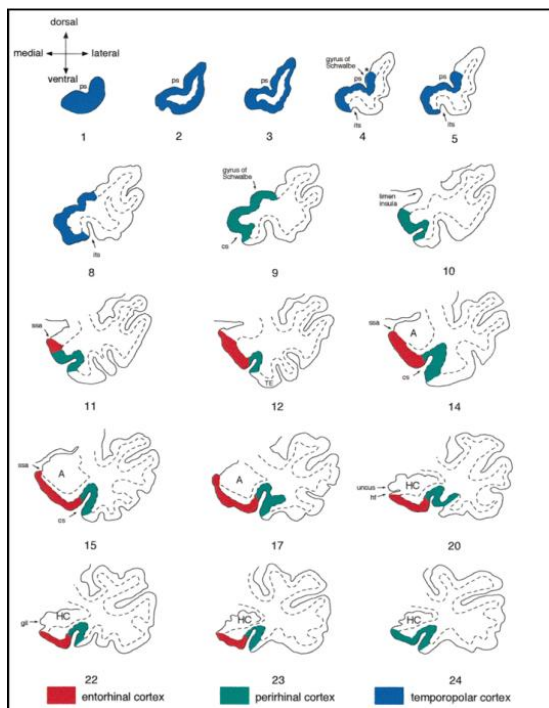 dorsal
medial lateral
ventral
ps
1
ps
2
ps
3
gyrus of
Schwalbe
*
ps
its
4
ps
its
5
its
8
gyrus of
Schwalbe
cs
9
limen
insula
10
ssa
11
TE
12
ssa
A
cs
14
ssa
A
cs
15
A
17
uncus
hf
HC
20
gil
HC
22
HC
23
HC
24
entorhinal cortex perirhinal cortex temporopolar cortex